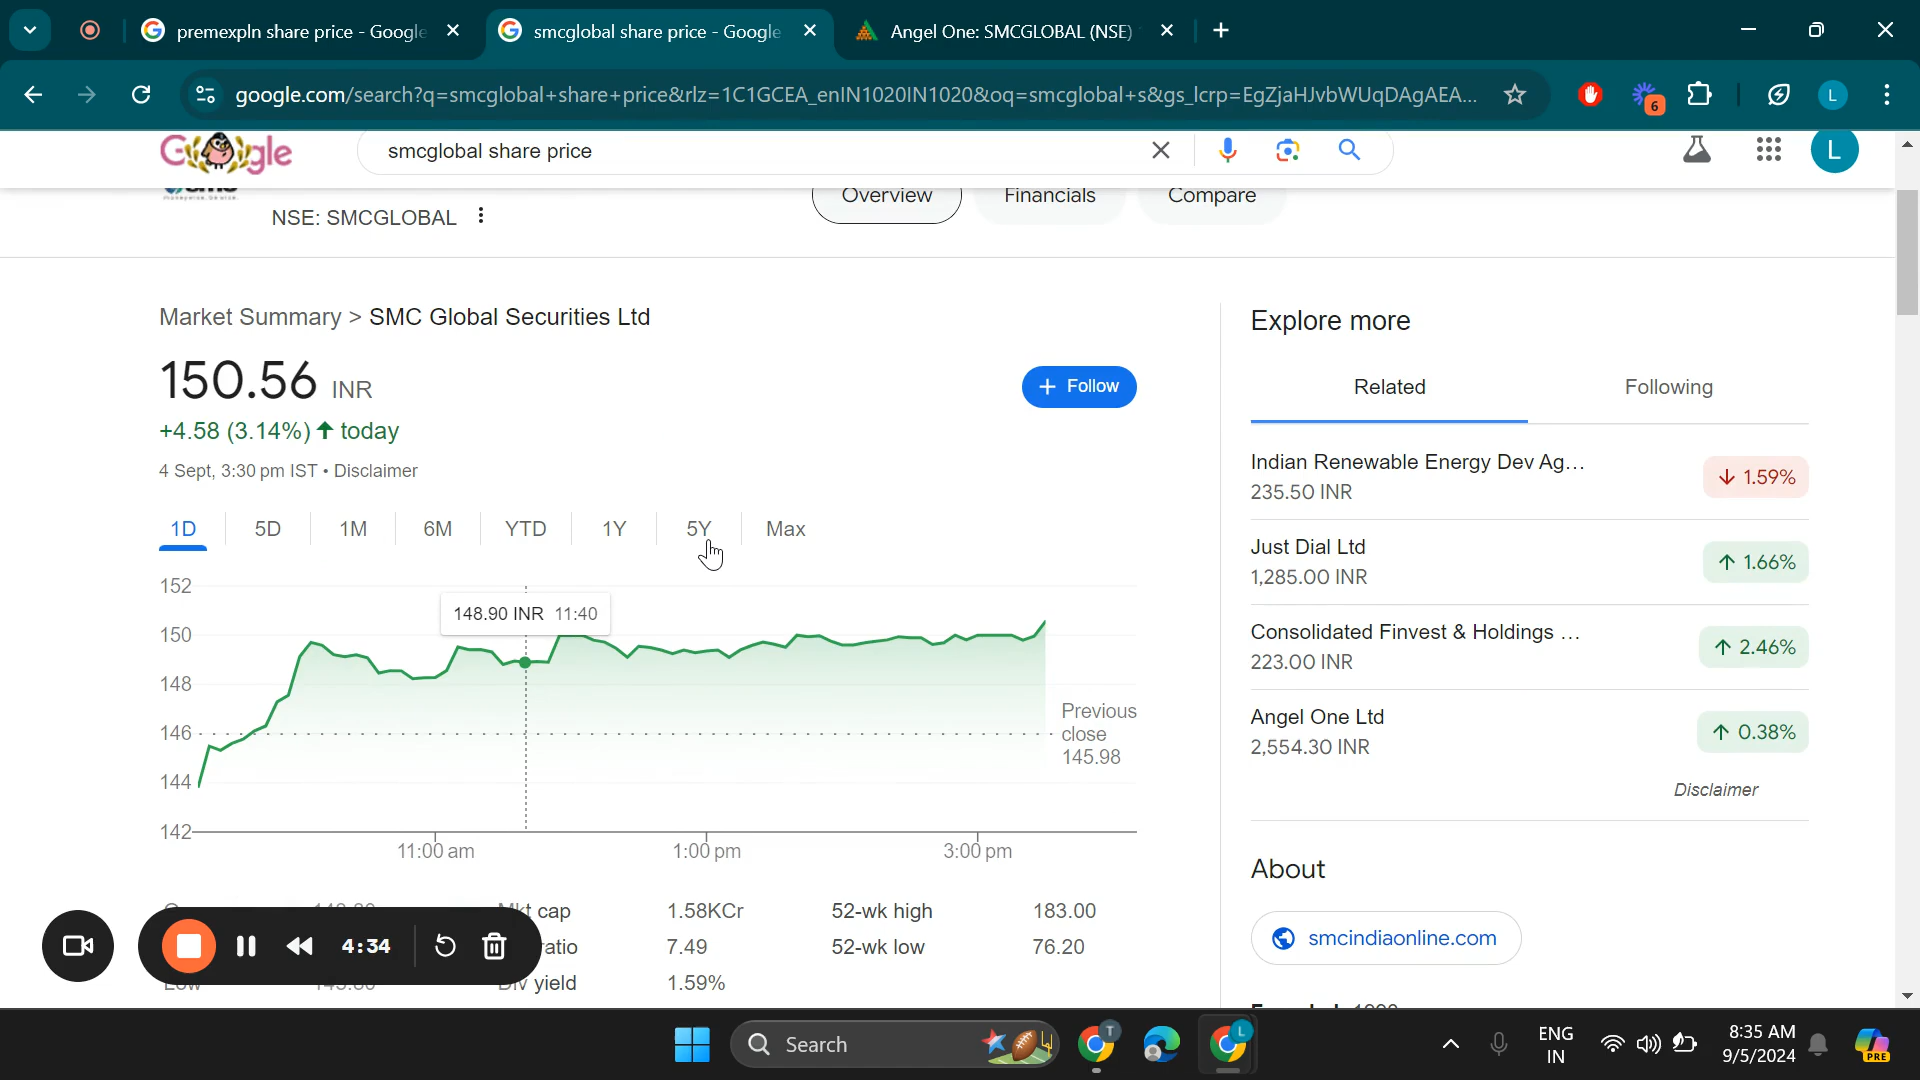 premexpln share price - Google
smcglobal share price - Google
Angel One: SMCGLOBAL (NSE)
google.com/search?q=smcglobal+share+price&rlz=1C1GCEA_enIN1020IN1020&oq=smcglobal+s&gs_lcrp=EgZjaHJvbWUqDAgAEA...
6
L
G gle
smcglobal share price
L
Overview
Financials
Compare
NSE: SMCGLOBAL
Market Summary > SMC Global Securities Ltd
150.56 INR
+ Follow
+4.58 (3.14%) ↑ today
4 Sept, 3:30 pm IST • Disclaimer
1D
5D
1M
6M
YTD
1Y
5Y
Max
152
150
148
146
144
142
148.90 INR 11:40
Previous
close
145.98
11:00 am
1:00 pm
3:00 pm
Mkt cap
1.58KCr
52-wk high
183.00
ratio
7.49
52-wk low
76.20
Div yield
1.59%
4:34
Explore more
Related
Following
Indian Renewable Energy Dev Ag...
235.50 INR
↓ 1.59%
Just Dial Ltd
1,285.00 INR
↑ 1.66%
Consolidated Finvest & Holdings ...
223.00 INR
↑ 2.46%
Angel One Ltd
2,554.30 INR
↑ 0.38%
Disclaimer
About
smcindiaonline.com
Search
T
L
ENG
IN
8:35 AM
9/5/2024
PRE